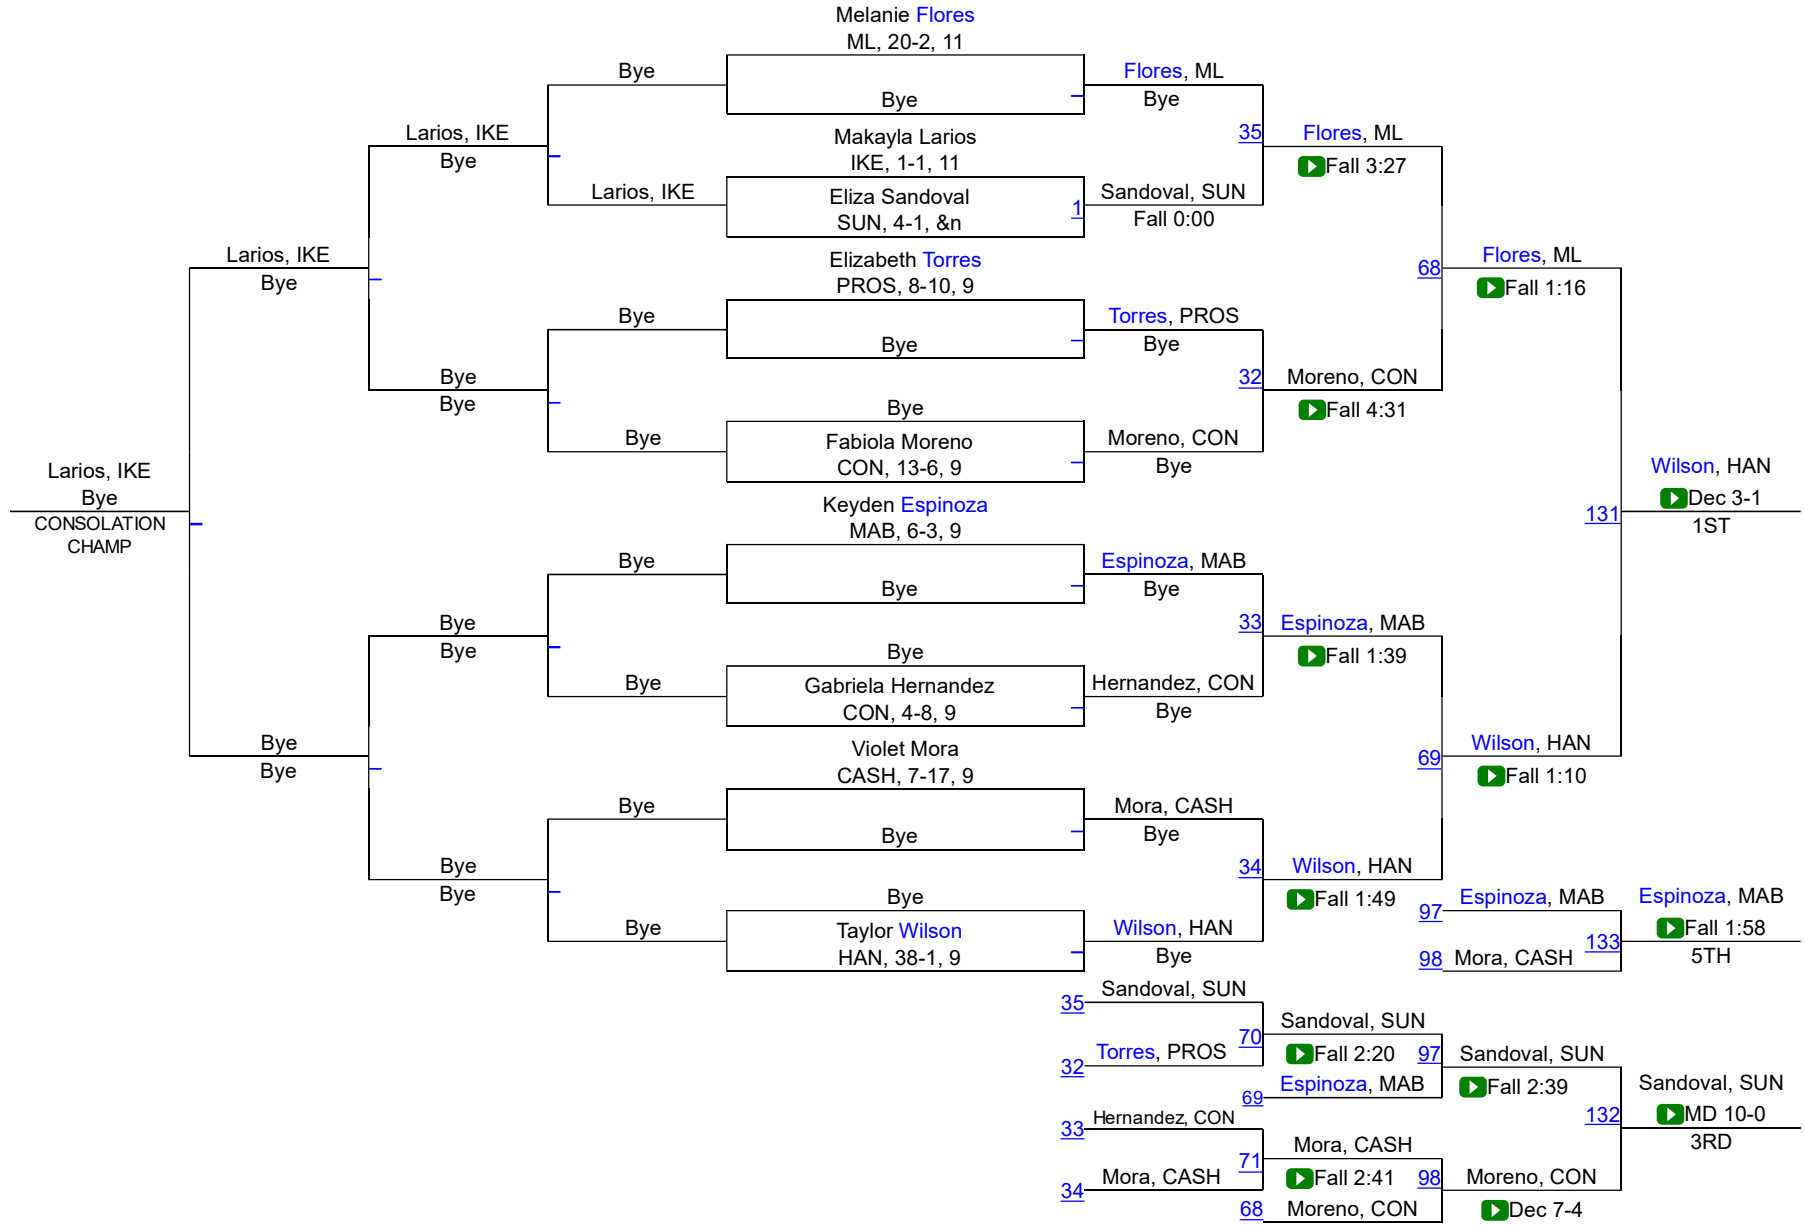 Melanie Flores
ML, 20-2, 11
Bye
Flores, ML
Bye
Bye
Larios, IKE
Bye
Makayla Larios
IKE, 1-1, 11
35
Flores, ML
Fall 3:27
Larios, IKE
Eliza Sandoval
SUN, 4-1, &n
1
Sandoval, SUN
Fall 0:00
Larios, IKE
Bye
Elizabeth Torres
PROS, 8-10, 9
68
Flores, ML
Fall 1:16
Bye
Bye
Torres, PROS
Bye
Bye
Bye
32
Moreno, CON
Fall 4:31
Bye
Bye
Fabiola Moreno
CON, 13-6, 9
Moreno, CON
Bye
Larios, IKE
Bye
CONSOLATION
CHAMP
Keyden Espinoza
MAB, 6-3, 9
131
Wilson, HAN
Dec 3-1
1ST
Bye
Bye
Espinoza, MAB
Bye
Bye
Bye
33
Espinoza, MAB
Fall 1:39
Bye
Bye
Gabriela Hernandez
CON, 4-8, 9
Hernandez, CON
Bye
Bye
Bye
Violet Mora
CASH, 7-17, 9
69
Wilson, HAN
Fall 1:10
Bye
Bye
Mora, CASH
Bye
Bye
Bye
34
Wilson, HAN
Fall 1:49
Bye
Bye
Taylor Wilson
HAN, 38-1, 9
Wilson, HAN
Bye
97
Espinoza, MAB
98
Mora, CASH
133
Espinoza, MAB
Fall 1:58
5TH
35
Sandoval, SUN
32
Torres, PROS
70
Sandoval, SUN
Fall 2:20
69
Espinoza, MAB
97
Sandoval, SUN
Fall 2:39
33
Hernandez, CON
34
Mora, CASH
71
Mora, CASH
Fall 2:41
68
Moreno, CON
98
Moreno, CON
Dec 7-4
132
Sandoval, SUN
MD 10-0
3RD